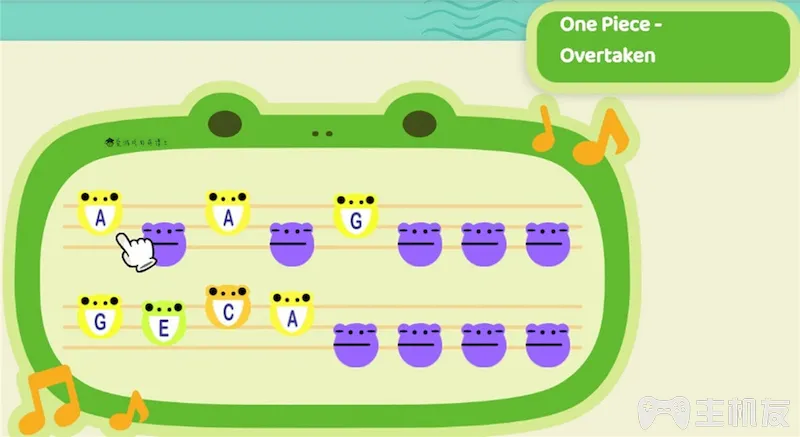 One Piece -
Overtaken
A A G
G E C A
主机友